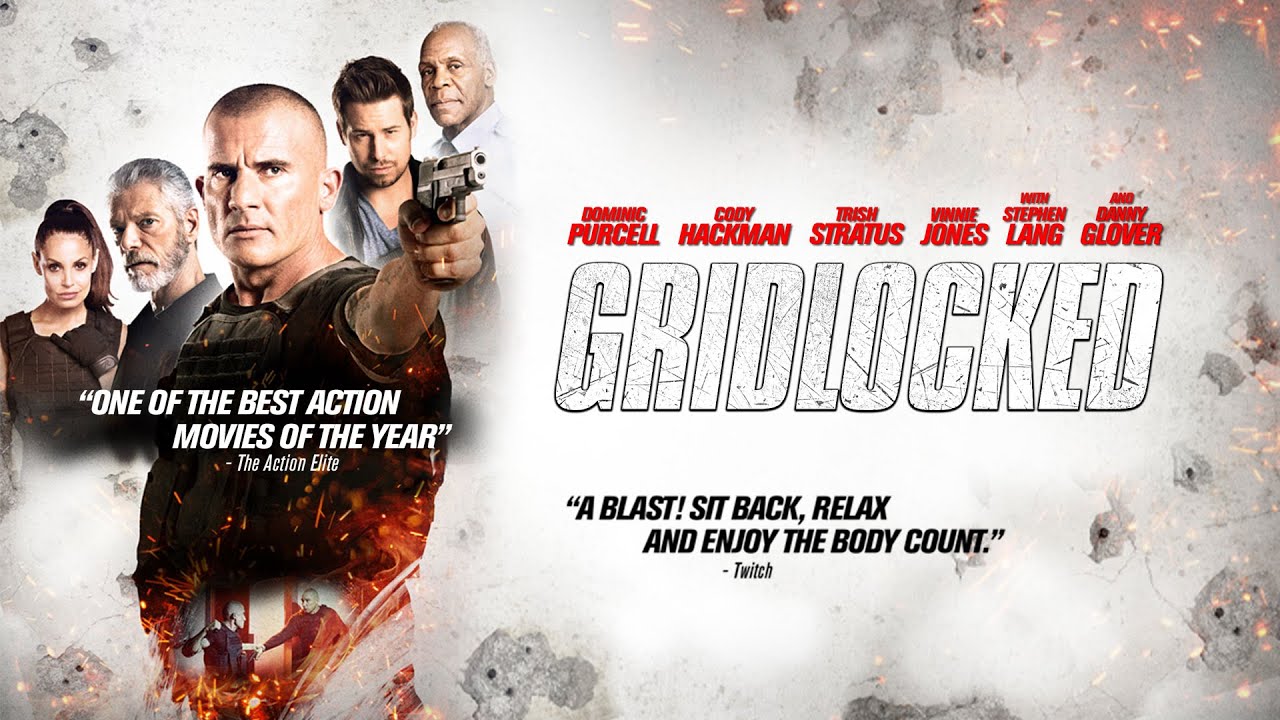 DOMINIC PURCELL
CODY HACKMAN
TRISH STRATUS
VINNIE JONES
WITH STEPHEN LANG
AND DANNY GLOVER
GRIDLOCKED
“ONE OF THE BEST ACTION
MOVIES OF THE YEAR”
- The Action Elite
“A BLAST! SIT BACK, RELAX
AND ENJOY THE BODY COUNT.”
- Twitch